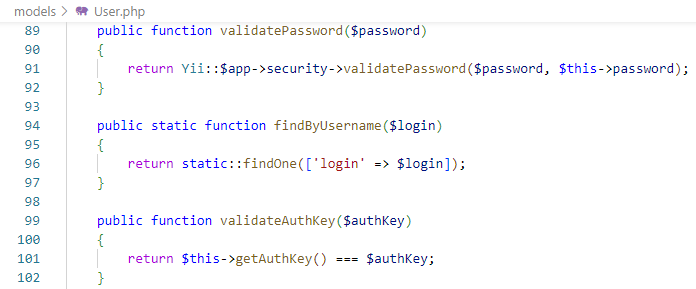 models > User.php
89 public function validatePassword($password)
90 {
91 return Yii::$app->security->validatePassword($password, $this->password);
92 }
93
94 public static function findByUsername($login)
95 {
96 return static::findOne(['login' => $login]);
97 }
98
99 public function validateAuthKey($authKey)
100 {
101 return $this->getAuthKey() === $authKey;
102 }